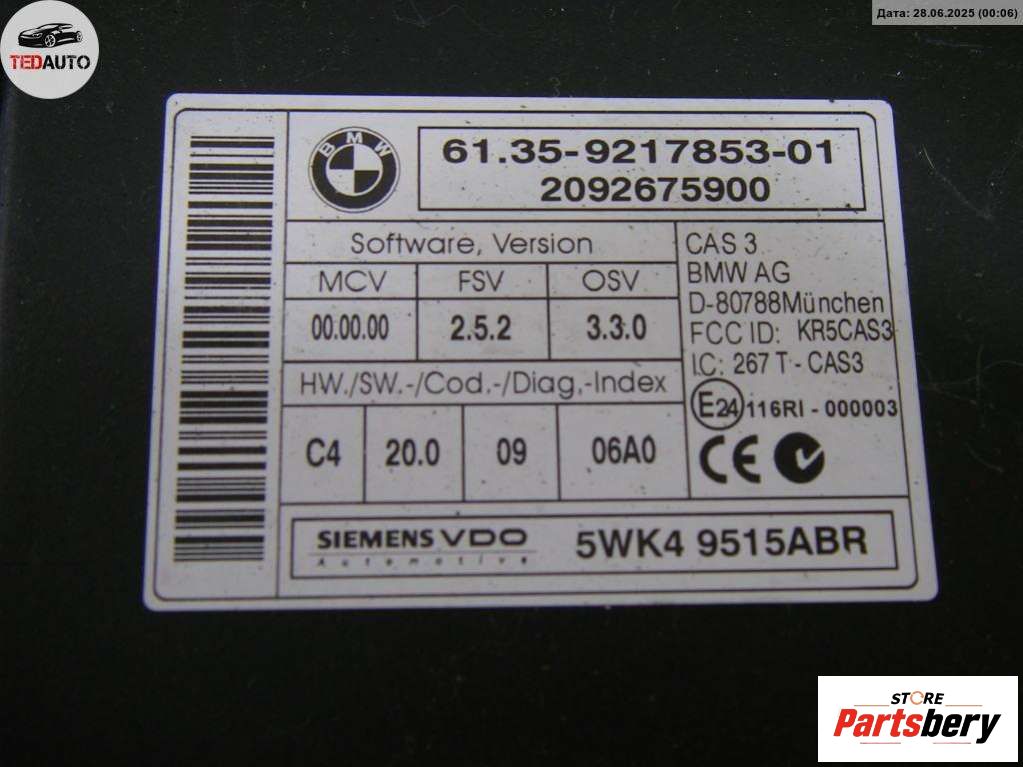 TEDAUTO
Дата: 28.06.2025 (00:06)
BMW
61.35-9217853-01
2092675900
Software, Version
MCV FSV OSV
00.00.00 2.5.2 3.3.0
HW./SW.-/Cod.-/Diag.-Index
C4 20.0 09 06A0
CAS 3
BMW AG
D-80788München
FCC ID: KR5CAS3
I.C: 267 T - CAS3
E24 116RI - 000003
CE
SIEMENS VDO
Automotive
5WK4 9515ABR
STORE
Partsbery